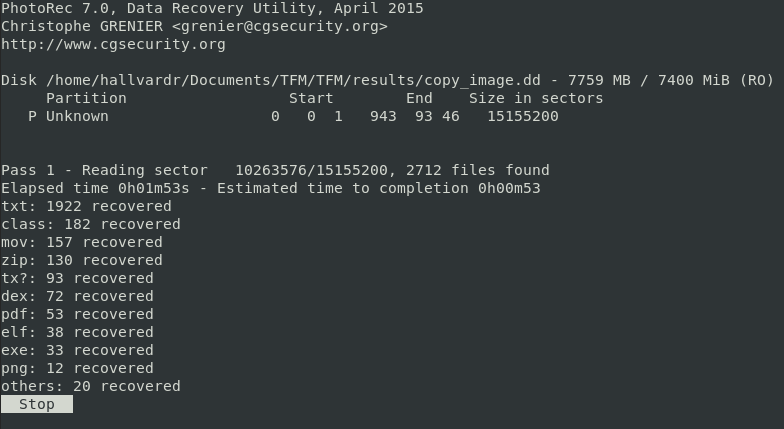 PhotoRec 7.0, Data Recovery Utility, April 2015
Christophe GRENIER <grenier@cgsecurity.org>
http://www.cgsecurity.org
Disk /home/hallvardr/Documents/TFM/TFM/results/copy_image.dd - 7759 MB / 7400 MiB (RO)
     Partition                  Start        End    Size in sectors
   P Unknown                  0   0  1   943  93 46   15155200
Pass 1 - Reading sector   10263576/15155200, 2712 files found
Elapsed time 0h01m53s - Estimated time to completion 0h00m53
txt: 1922 recovered
class: 182 recovered
mov: 157 recovered
zip: 130 recovered
tx?: 93 recovered
dex: 72 recovered
pdf: 53 recovered
elf: 38 recovered
exe: 33 recovered
png: 12 recovered
others: 20 recovered
Stop